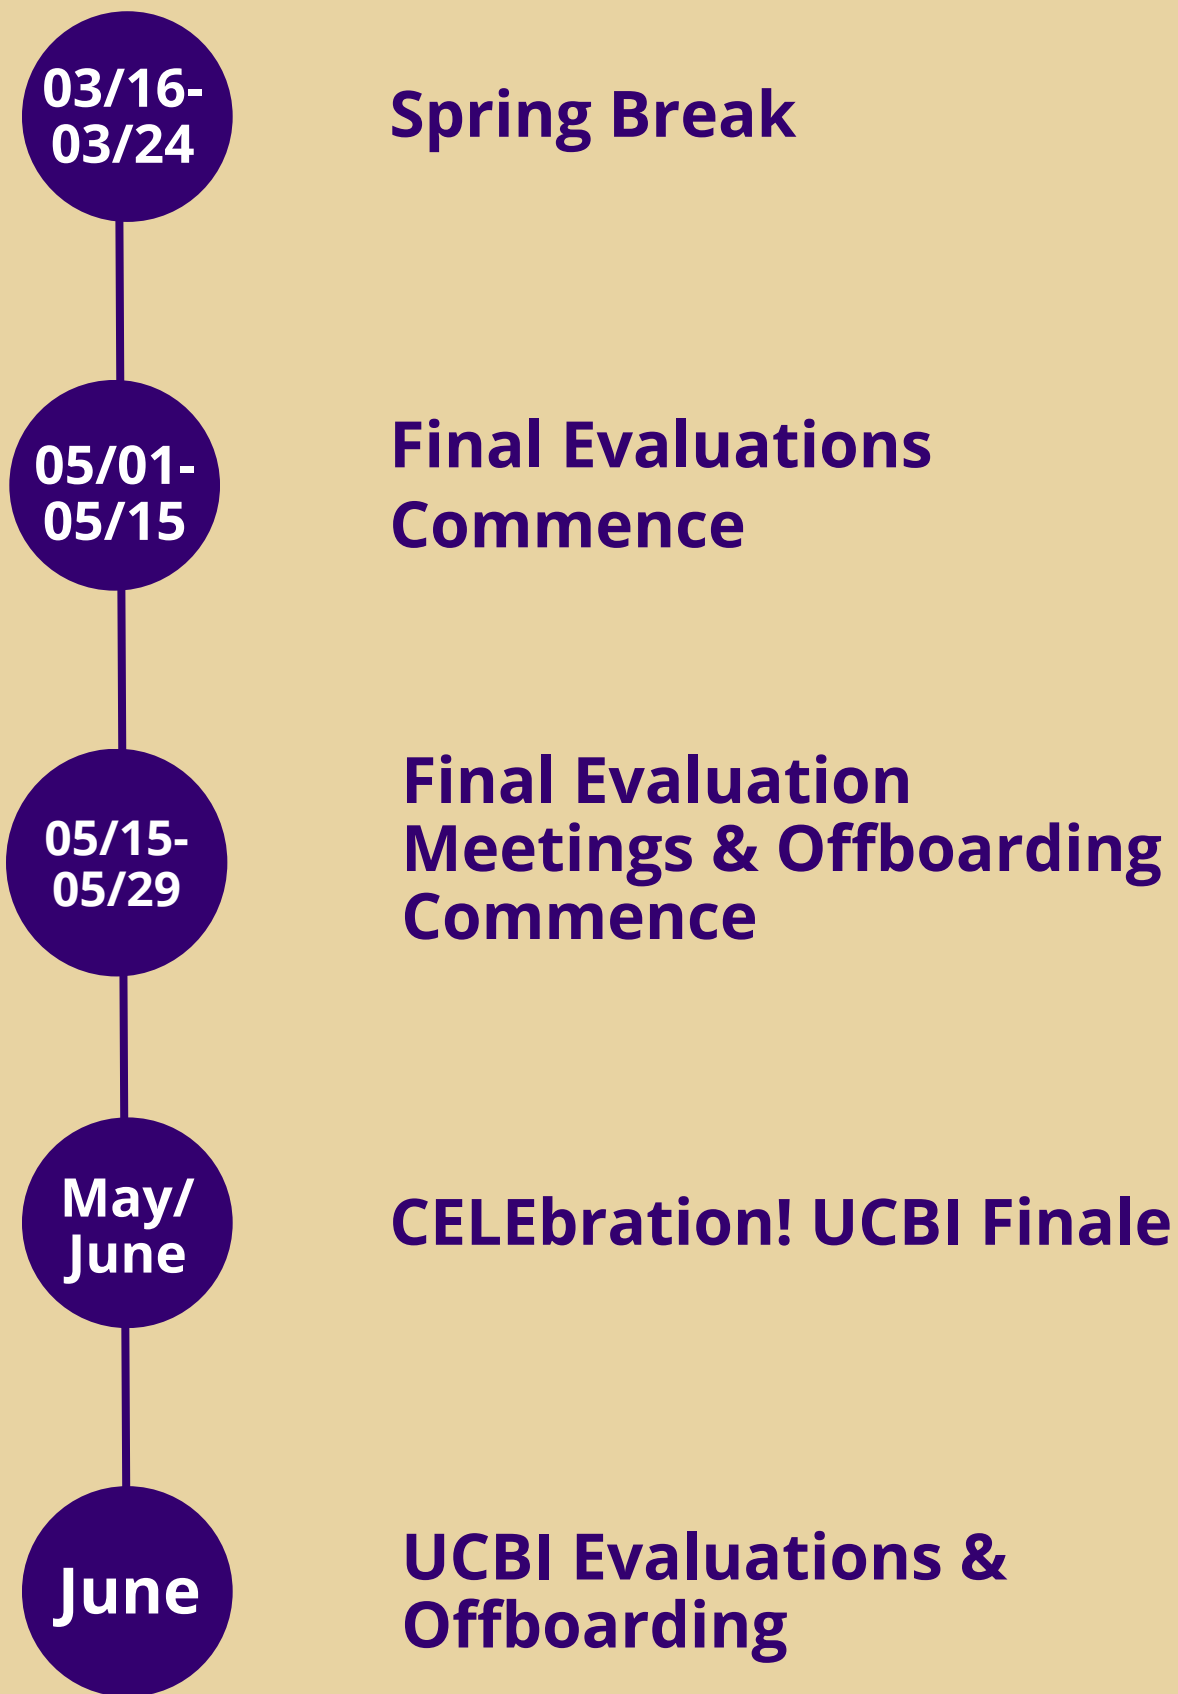 03/16-
03/24
Spring Break
05/01-
05/15
Final Evaluations
Commence
05/15-
05/29
Final Evaluation
Meetings & Offboarding
Commence
May/
June
CELEbration! UCBI Finale
June
UCBI Evaluations &
Offboarding